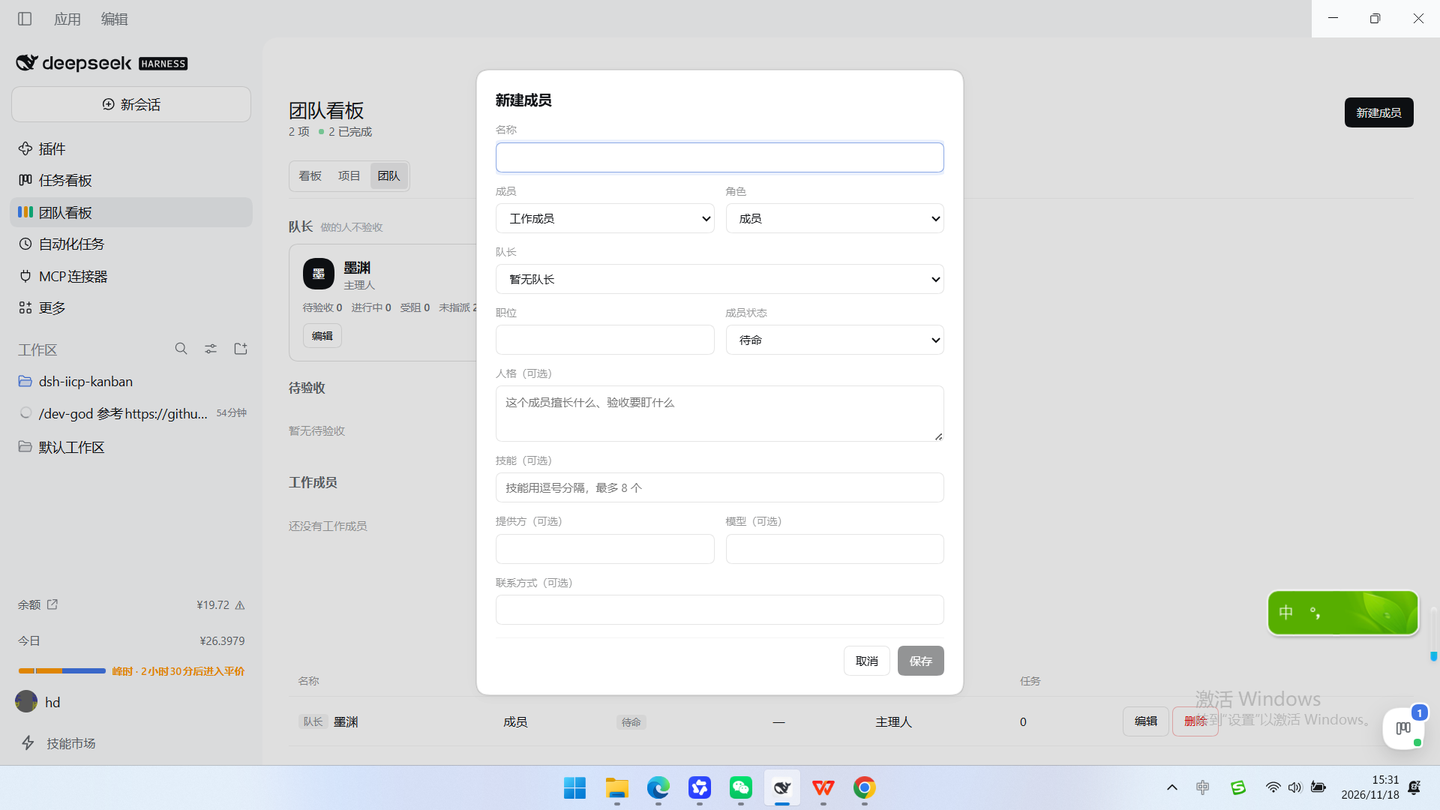 应用 编辑
deepseek HARNESS
新会话
插件
任务看板
团队看板
自动化任务
MCP连接器
更多
工作区
dsh-iicp-kanban
/dev-god 参考 https://githu... 54分钟
默认工作区
余额 ¥19.72
今日 ¥26.3979
峰时 · 2小时30分后进入平价
hd
技能市场
团队看板
2 项 2 已完成
新建成员
看板 项目 团队
队长 做的人不验收
墨
墨渊
主理人
待验收 0 进行中 0 受阻 0 未指派 2
编辑
待验收
暂无待验收
工作成员
还没有工作成员
名称 任务
队长 墨渊 成员 待命 — 主理人 0 编辑 删除
新建成员
名称
成员 角色
工作成员 成员
队长
暂无队长
职位 成员状态
待命
人格（可选）
这个成员擅长什么、验收要盯什么
技能（可选）
技能用逗号分隔，最多 8 个
提供方（可选） 模型（可选）
联系方式（可选）
取消 保存
中 °，
激活 Windows
转到"设置"以激活 Windows。
1
中
15:31
2026/11/18